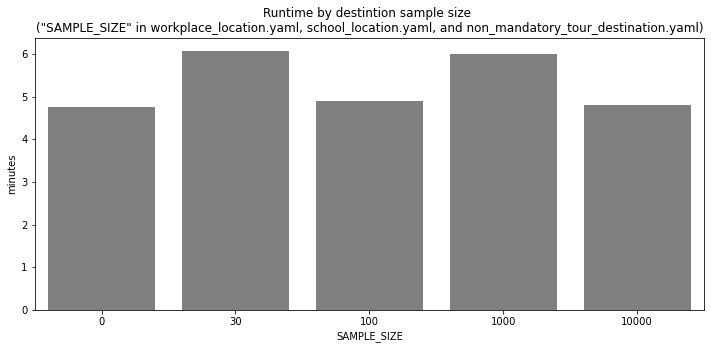 Runtime by destintion sample size
("SAMPLE_SIZE" in workplace_location.yaml, school_location.yaml, and non_mandatory_tour_destination.yaml)
6
5
4
3
2
1
0
minutes
0 30 100 1000 10000
SAMPLE_SIZE